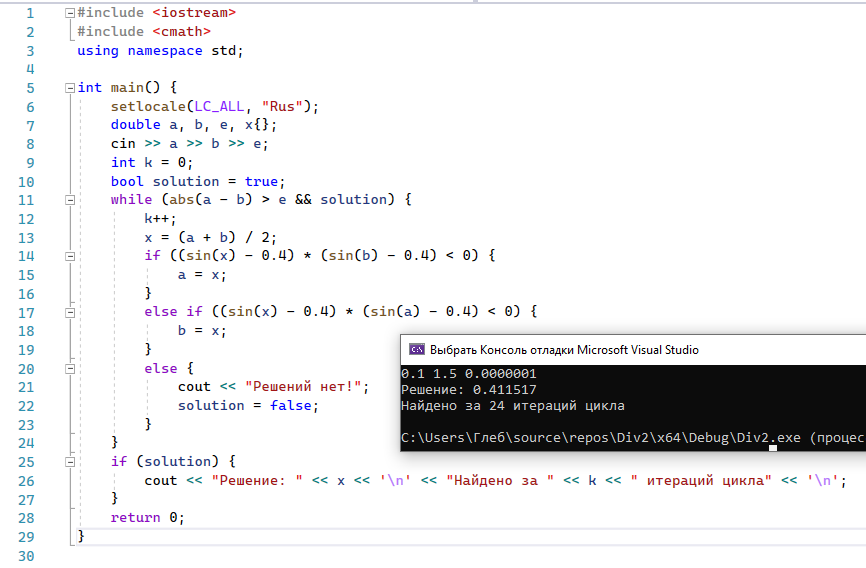 1 #include <iostream>
2 #include <cmath>
3 using namespace std;
4
5 int main() {
6 setlocale(LC_ALL, "Rus");
7 double a, b, e, x{};
8 cin >> a >> b >> e;
9 int k = 0;
10 bool solution = true;
11 while (abs(a - b) > e && solution) {
12 k++;
13 x = (a + b) / 2;
14 if ((sin(x) - 0.4) * (sin(b) - 0.4) < 0) {
15 a = x;
16 }
17 else if ((sin(x) - 0.4) * (sin(a) - 0.4) < 0) {
18 b = x;
19 }
20 else {
21 cout << "Решений нет!";
22 solution = false;
23 }
24 }
25 if (solution) {
26 cout << "Решение: " << x << '\n' << "Найдено за " << k << " итераций цикла" << '\n';
27 }
28 return 0;
29 }
30
Выбрать Консоль отладки Microsoft Visual Studio
0.1 1.5 0.0000001
Решение: 0.411517
Найдено за 24 итераций цикла
C:\Users\Глеб\source\repos\Div2\x64\Debug\Div2.exe (процес